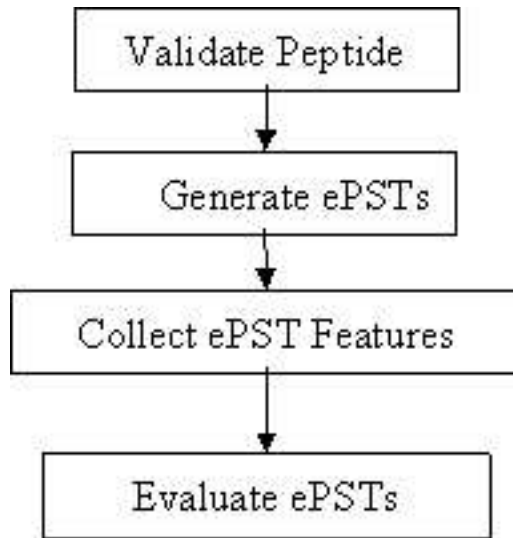 Validate Peptide
Generate ePSTs
Collect ePST Features
Evaluate ePSTs